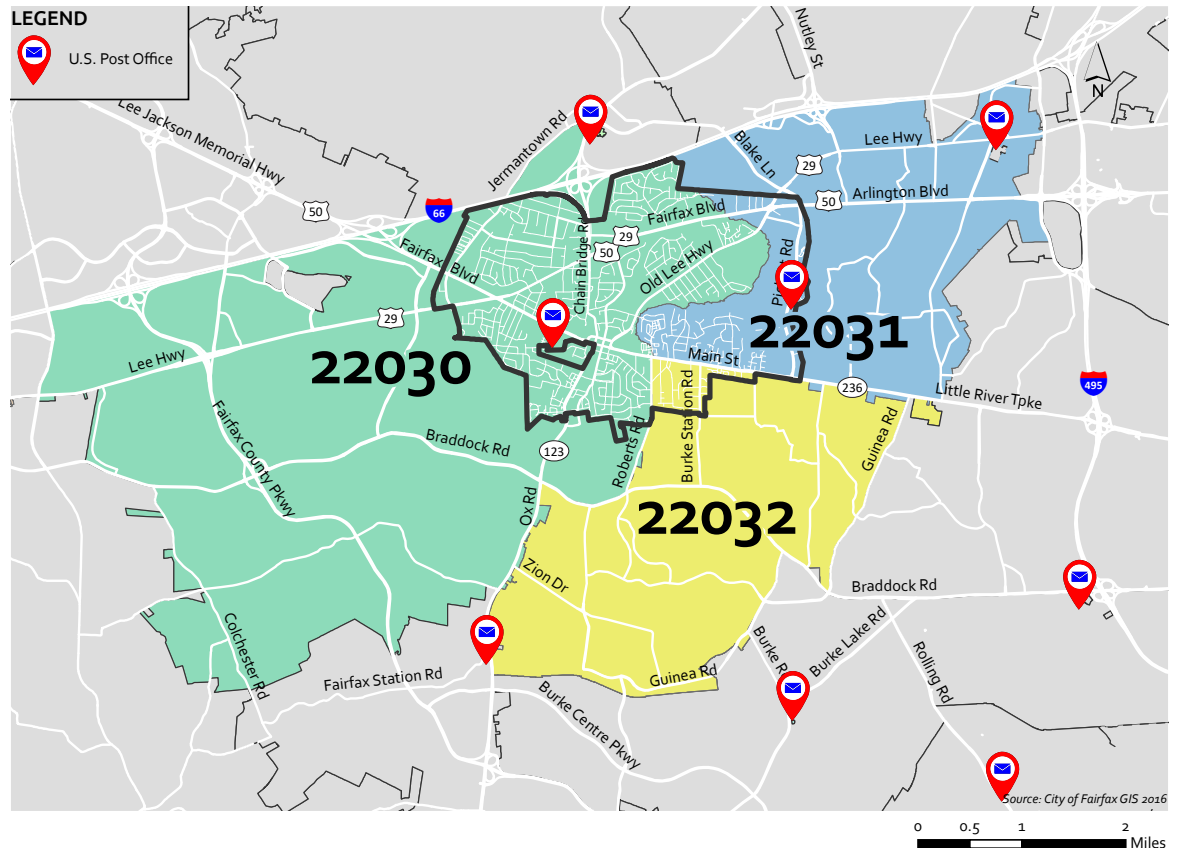 LEGEND
U.S. Post Office
Nutley St
N
Lee Jackson Memorial Hwy
Jermantown Rd
Blake Ln
Lee Hwy
29
50
Arlington Blvd
50
66
Fairfax Blvd
Fairfax Blvd
29
50
Chain Bridge Rd
Old Lee Hwy
29
Lee Hwy
22030
22031
Main St
236
Little River Tpke
495
Fairfax County Pkwy
Braddock Rd
123
Roberts Rd
Burke Station Rd
Guinea Rd
Ox Rd
22032
Zion Dr
Braddock Rd
Colchester Rd
Fairfax Station Rd
Burke Centre Pkwy
Guinea Rd
Burke Lake Rd
Rolling Rd
Source: City of Fairfax GIS 2016
0 0.5 1 2
Miles